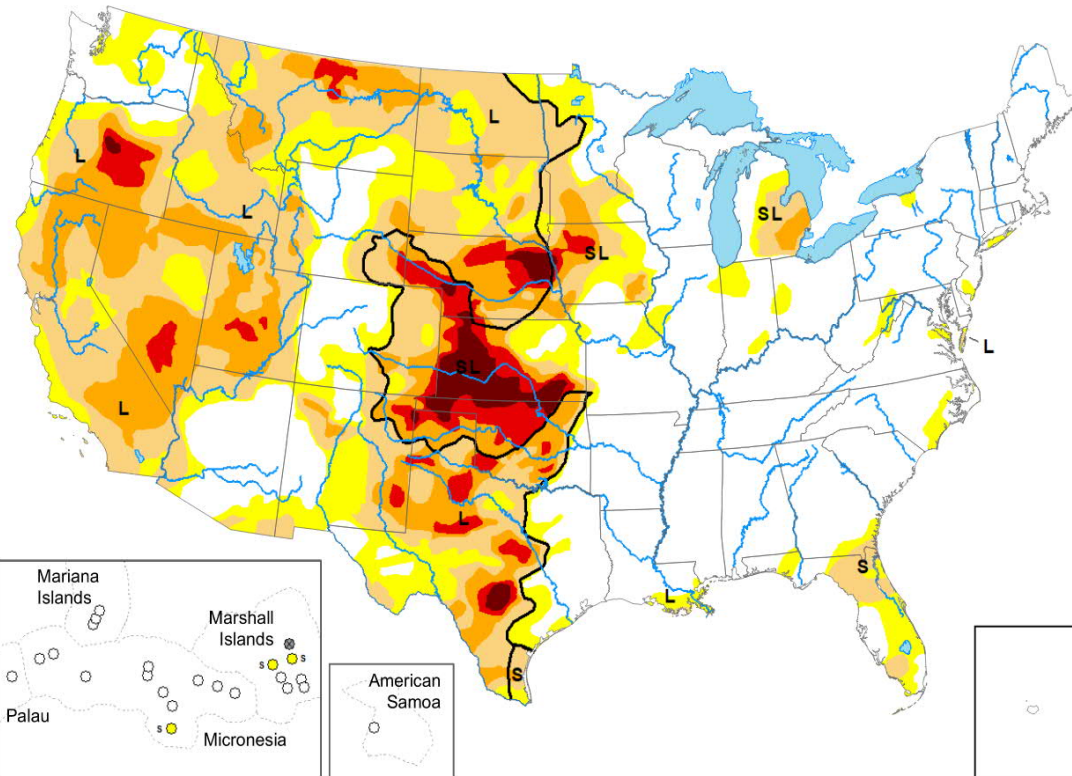 L
L
L
SL
SL
L
SL
L
L
L
S
S
Mariana
Islands
Marshall
Islands
s
s
Palau
s
Micronesia
American
Samoa